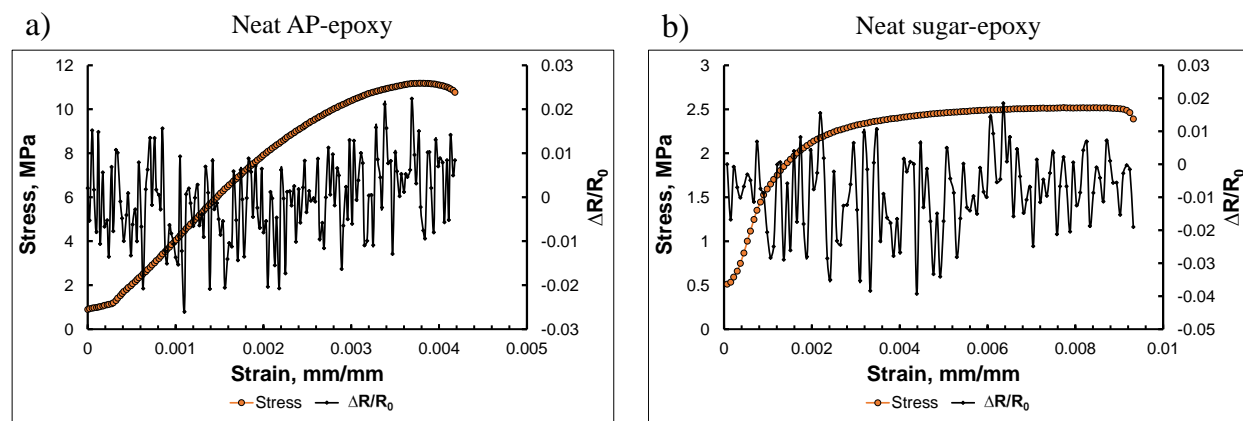 a) Neat AP-epoxy
12
10
8
6
4
2
0
Stress, MPa
0.03
0.02
0.01
0
-0.01
-0.02
-0.03
ΔR/R0
0 0.001 0.002 0.003 0.004 0.005
Strain, mm/mm
Stress ΔR/R0
b) Neat sugar-epoxy
3
2.5
2
1.5
1
0.5
0
Stress, MPa
0.03
0.02
0.01
0
-0.01
-0.02
-0.03
-0.04
-0.05
ΔR/R0
0 0.002 0.004 0.006 0.008 0.01
Strain, mm/mm
Stress ΔR/R0